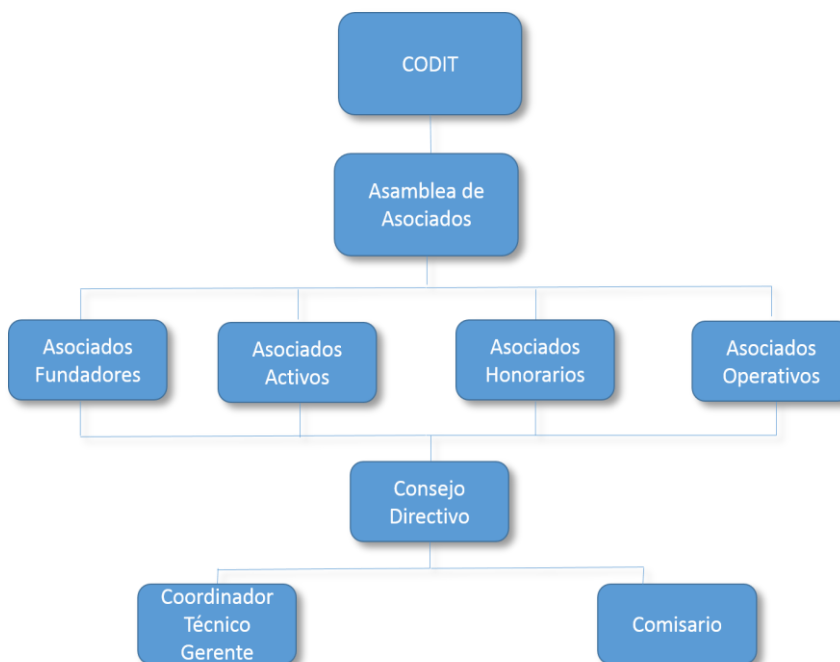 CODIT
Asamblea de
Asociados
Asociados
Fundadores
Asociados
Activos
Asociados
Honorarios
Asociados
Operativos
Consejo
Directivo
Coordinador
Técnico
Gerente
Comisario